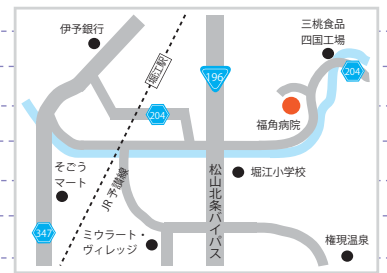 伊予銀行
三桃食品
四国工場
堀江駅
196
204
204
福角病院
そごう
マート
JR 予讃線
松山北条バイパス
堀江小学校
347
ミウラート・
ヴィレッジ
権現温泉